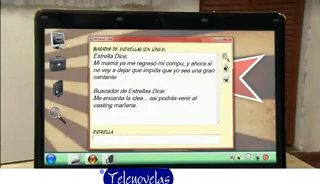 BUSCADOR DE ESTRELLAS (EN LÍNEA):
Estrella Dice:
Mi mamá ya me regresó mi compu, y ahora si
no voy a dejar que impida que yo sea una gran
cantante
Buscador de Estrellas Dice:
Me encanta la idea... asi podrás venir al
casting mañana.
ESTRELLA
Telenovelas